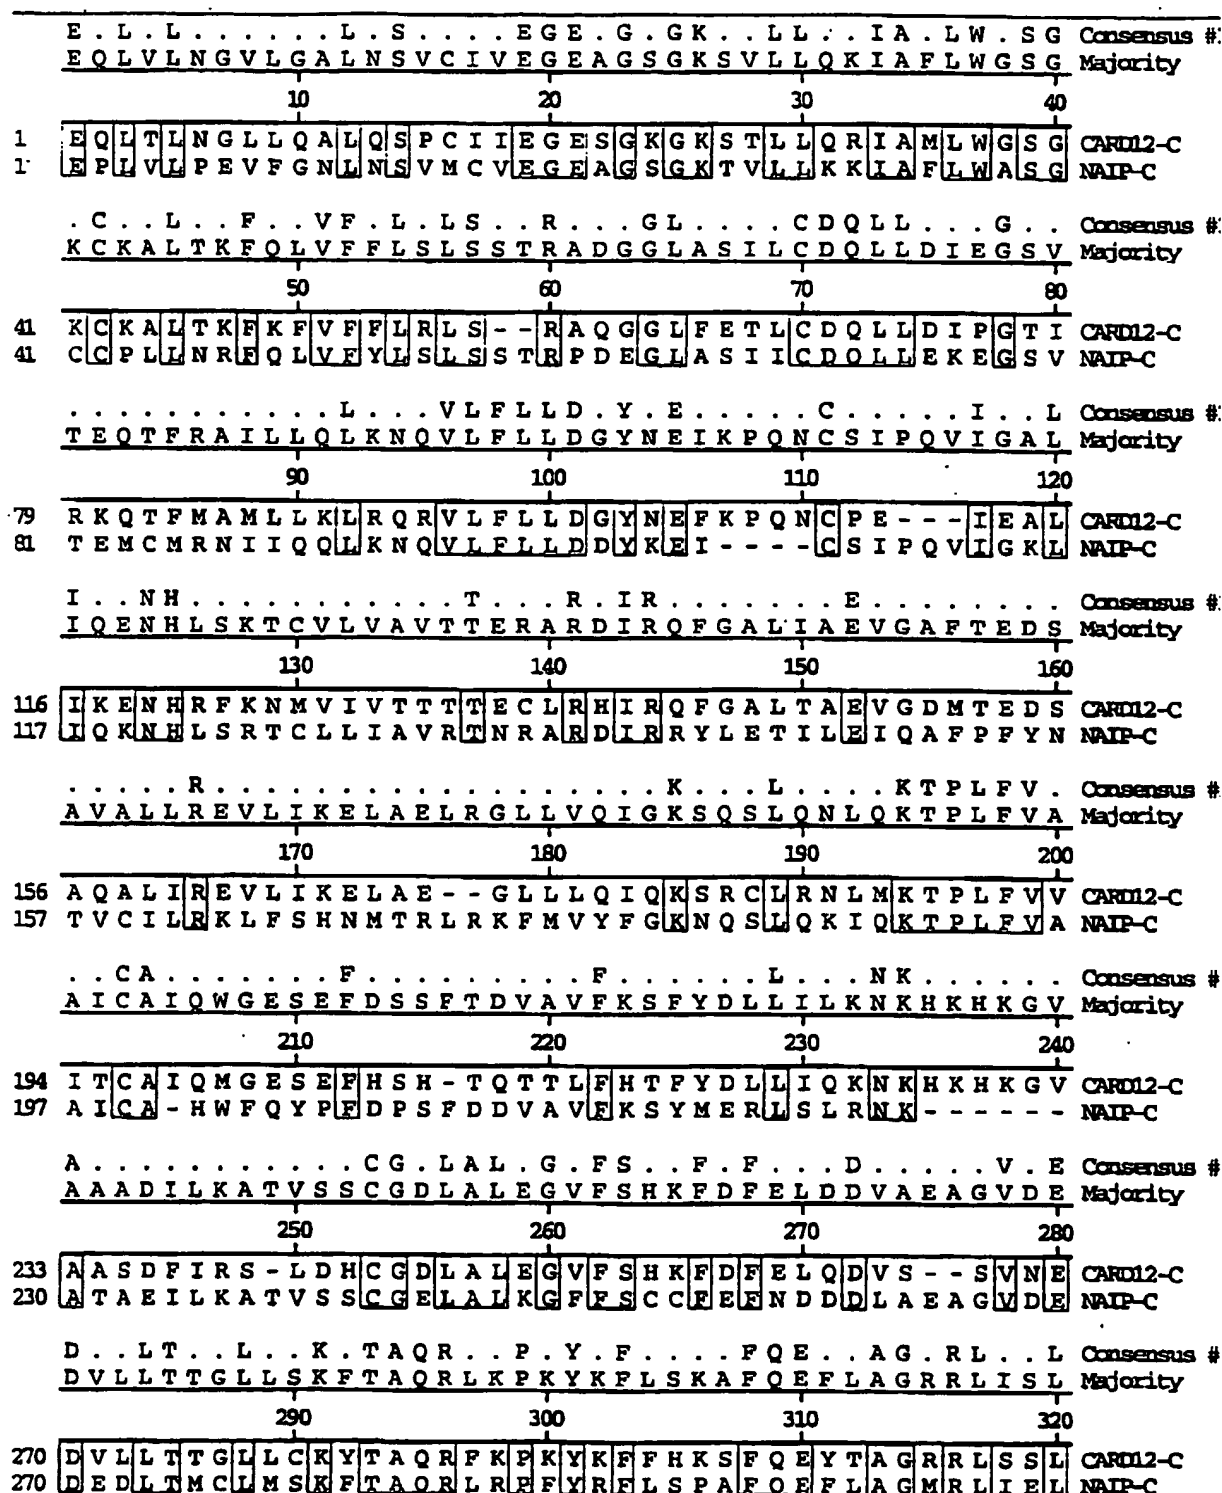 E . L . L . . . . . . L . S . . . . E G E . G . G K . . L L . . I A . L W . S G Consensus #
E Q L V L N G V L G A L N S V C I V E G E A G S G K S V L L Q K I A F L W G S G Majority
10 20 30 40
1 E Q L T L N G L L Q A L Q S P C I I E G E S G K G K S T L L Q R I A M L W G S G CARD12-C
1 E P L V L P E V F G N L N S V M C V E G E A G S G K T V L L K K I A F L W A S G NAIP-C
. C . . L . . F . . V F . L . L S . . R . . . G L . . . . C D Q L L . . . G . . Consensus #
K C K A L T K F Q L V F F L S L S S T R A D G G L A S I L C D Q L L D I E G S V Majority
50 60 70 80
41 K C K A L T K F K F V F F L R L S - - R A Q G G L F E T L C D Q L L D I P G T I CARD12-C
41 C C P L L N R F Q L V F Y L S L S S T R P D E G L A S I I C D Q L L E K E G S V NAIP-C
. . . . . . . . . . . L . . . V L F L L D . Y . E . . . . . C . . . . . I . . L Consensus #
T E Q T F R A I L L Q L K N Q V L F L L D G Y N E I K P Q N C S I P Q V I G A L Majority
90 100 110 120
79 R K Q T F M A M L L K L R Q R V L F L L D G Y N E F K P Q N C P E - - - I E A L CARD12-C
81 T E M C M R N I I Q Q L K N Q V L F L L D D Y K E I - - - - C S I P Q V I G K L NAIP-C
I . . N H . . . . . . . . . . . T . . . R . I R . . . . . . . E . . . . . . . . Consensus #
I Q E N H L S K T C V L V A V T T E R A R D I R Q F G A L I A E V G A F T E D S Majority
130 140 150 160
116 I K E N H R F K N M V I V T T T T E C L R H I R Q F G A L T A E V G D M T E D S CARD12-C
117 I Q K N H L S R T C L L I A V R T N R A R D I R R Y L E T I L E I Q A F P F Y N NAIP-C
. . . . . R . . . . . . . . . . . . . . . . . . K . . . L . . . . K T P L F V . Consensus #
A V A L L R E V L I K E L A E L R G L L V Q I G K S Q S L Q N L Q K T P L F V A Majority
170 180 190 200
156 A Q A L I R E V L I K E L A E - - G L L L Q I Q K S R C L R N L M K T P L F V V CARD12-C
157 T V C I L R K L F S H N M T R L R K F M V Y F G K N Q S L Q K I Q K T P L F V A NAIP-C
. . C A . . . . . . . F . . . . . . . . . F . . . . . . L . . . N K . . . . . . Consensus #
A I C A I Q W G E S E F D S S F T D V A V F K S F Y D L L I L K N K H K H K G V Majority
210 220 230 240
194 I T C A I Q M G E S E F H S H - T Q T T L F H T F Y D L L I Q K N K H K H K G V CARD12-C
197 A I C A - H W F Q Y P F D P S F D D V A V F K S Y M E R L S L R N K - - - - - - NAIP-C
A . . . . . . . . . . . C G . L A L . G . F S . . F . F . . . D . . . . . V . E Consensus #
A A A D I L K A T V S S C G D L A L E G V F S H K F D F E L D D V A E A G V D E Majority
250 260 270 280
233 A A S D F I R S - L D H C G D L A L E G V F S H K F D F E L Q D V S - - S V N E CARD12-C
230 A T A E I L K A T V S S C G E L A L K G F F S C C F E F N D D D L A E A G V D E NAIP-C
D . . L T . . L . . K . T A Q R . . P . Y . F . . . . F Q E . . A G . R L . . L Consensus #
D V L L T T G L L S K F T A Q R L K P K Y K F L S K A F Q E F L A G R R L I S L Majority
290 300 310 320
270 D V L L T T G L L C K Y T A Q R F K P K Y K F F H K S F Q E Y T A G R R L S S L CARD12-C
270 D E D L T M C L M S K F T A Q R L R P F Y R F L S P A F Q E F L A G M R L I E L NAIP-C